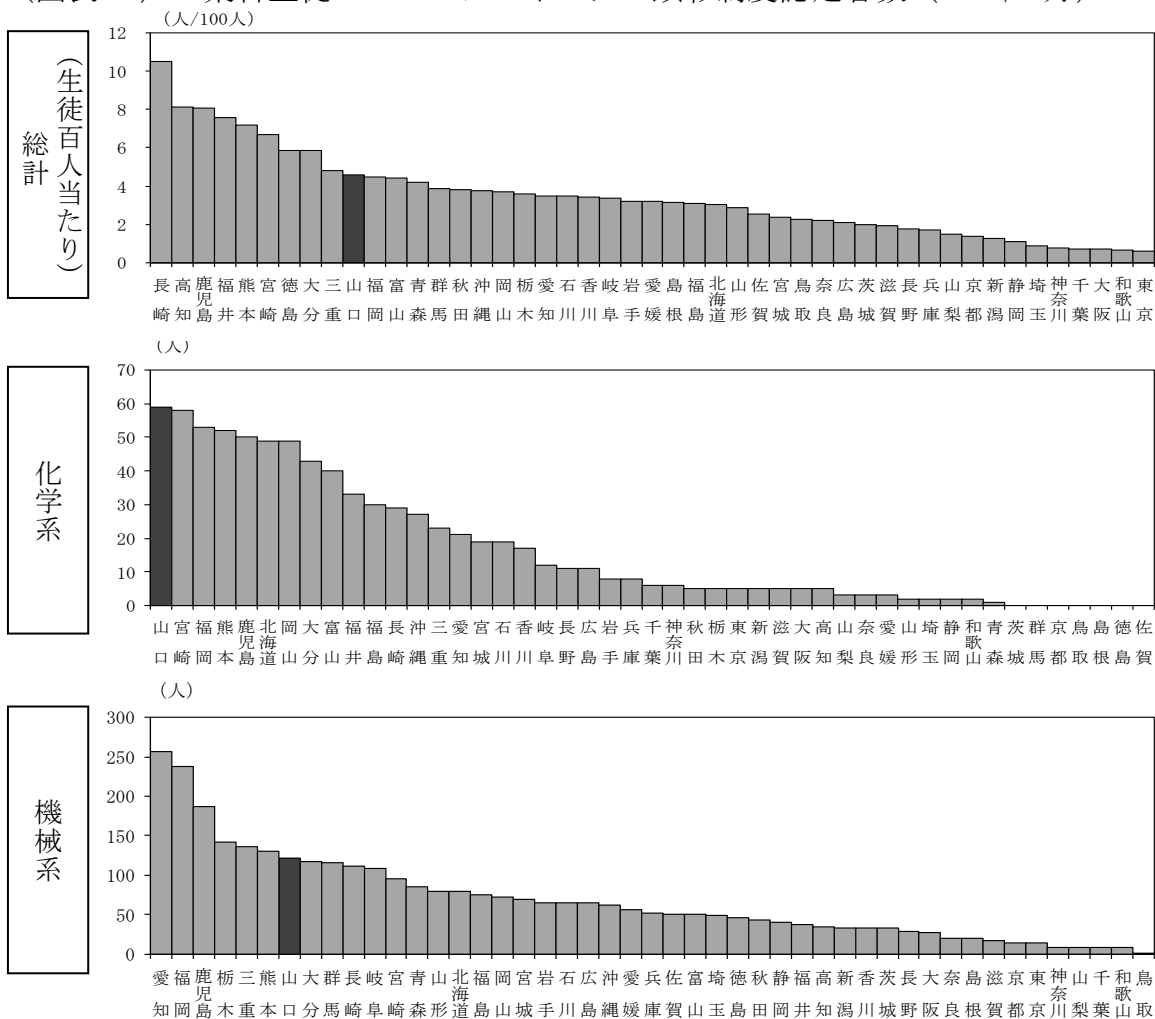 (人/100人)
総計
(生徒百人当たり)
12
10
8
6
4
2
0
長崎 高知 鹿児島 福井 熊本 宮崎 徳島 大分 三重 山口 福岡 富山 青森 群馬 秋田 沖縄 岡山 栃木 愛知 石川 香川 岐阜 岩手 愛媛 島根 福島 北海道 山形 佐賀 宮城 鳥取 奈良 広島 茨城 滋賀 長野 兵庫 山梨 京都 新潟 静岡 埼玉 神奈川 千葉 大阪 和歌山 東京
(人)
化学系
70
60
50
40
30
20
10
0
山口 宮崎 福岡 熊本 鹿児島 北海道 岡山 大分 富山 福井 福島 長崎 沖縄 三重 愛知 宮城 石川 香川 岐阜 長野 広島 岩手 兵庫 千葉 神奈川 秋田 栃木 東京 新潟 滋賀 大阪 高知 山梨 奈良 愛媛 山形 埼玉 静岡 和歌山 青森 茨城 群馬 京都 鳥取 島根 徳島 佐賀
(人)
機械系
300
250
200
150
100
50
0
愛知 福岡 鹿児島 栃木 三重 熊本 山口 大分 群馬 長崎 岐阜 宮崎 青森 山形 北海道 福島 岡山 宮城 岩手 石川 広島 沖縄 愛媛 兵庫 佐賀 富山 埼玉 徳島 秋田 静岡 福井 高知 新潟 香川 茨城 長野 大阪 奈良 島根 滋賀 京都 東京 神奈川 山梨 千葉 和歌山 鳥取